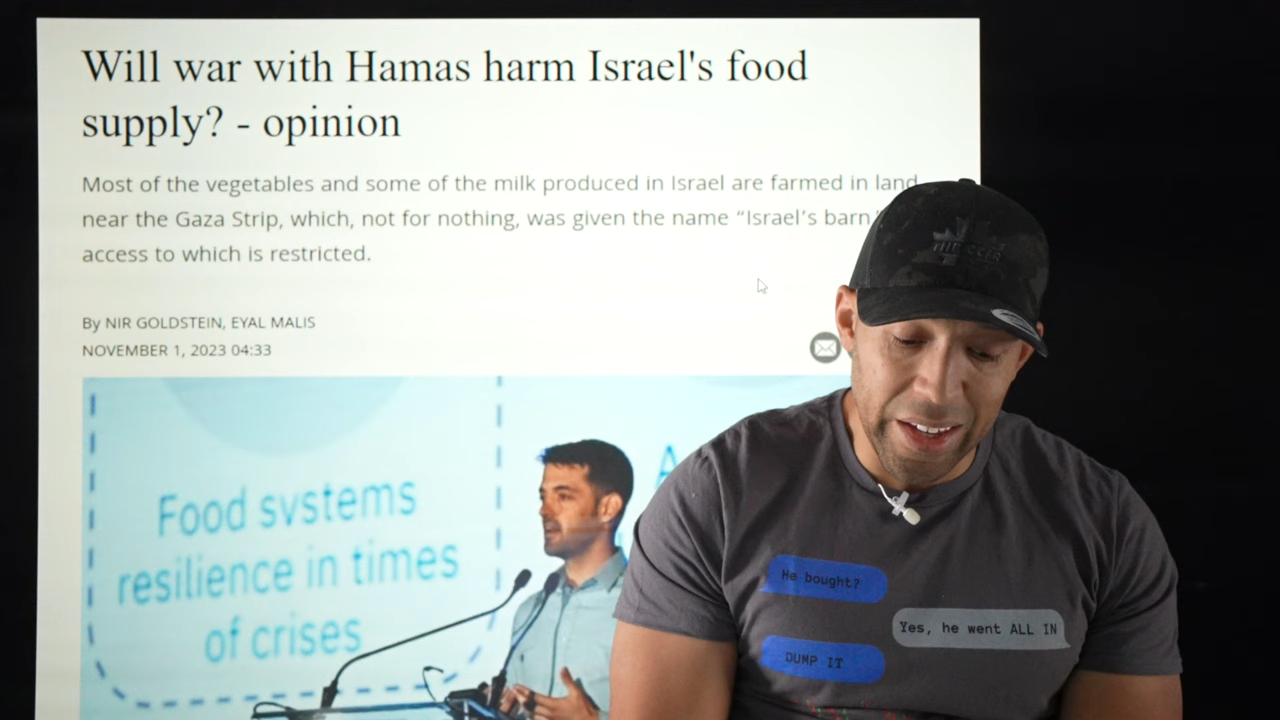 Will war with Hamas harm Israel's food
supply? - opinion
Most of the vegetables and some of the milk produced in Israel are farmed in land
near the Gaza Strip, which, not for nothing, was given the name “Israel’s barn,
access to which is restricted.
By NIR GOLDSTEIN, EYAL MALIS
NOVEMBER 1, 2023 04:33
Food systems
resilience in times
of crises
A
He bought?
Yes, he went ALL IN
DUMP IT